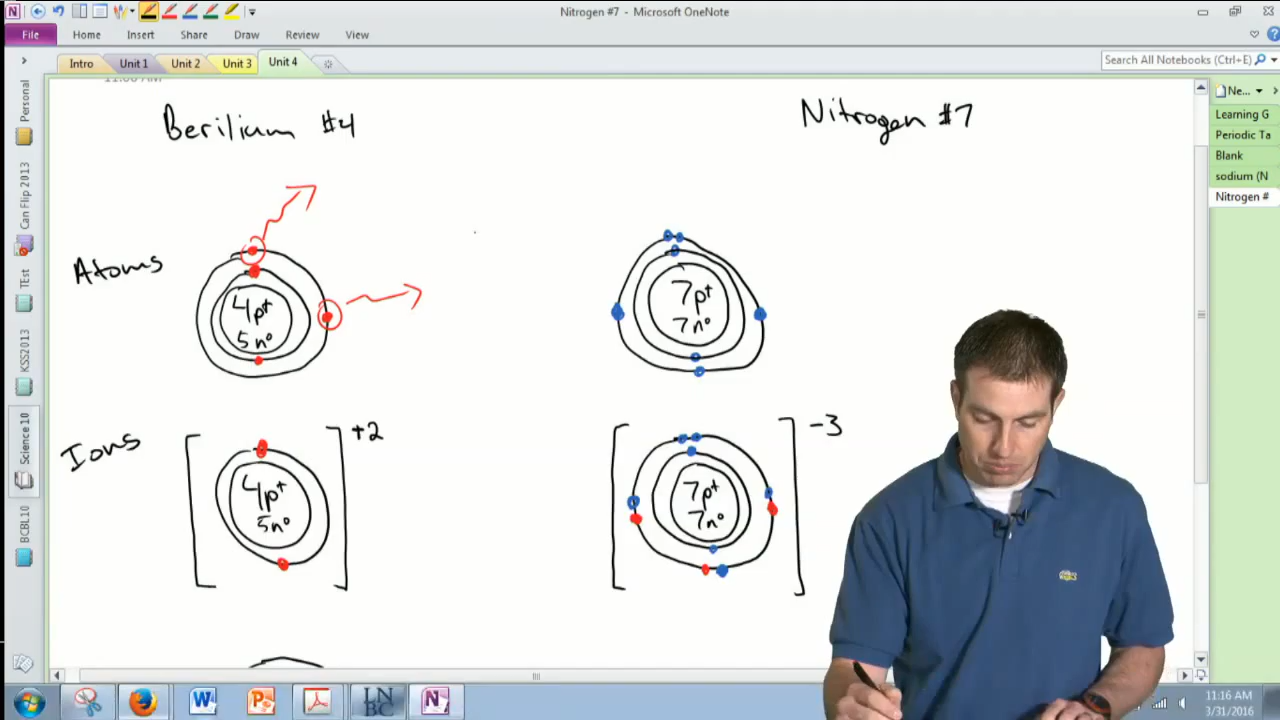 Nitrogen #7 - Microsoft OneNote
File Home Insert Draw Review View
Intro Unit 1 Unit 2 Unit 3 Unit 4
Search All Notebooks (Ctrl+E)
Personal
Can Flip 2013
TEst
KSS2013
Science 10
BCBL10
Ne...
Learning G
Periodic Ta
Blank
sodium (N
Nitrogen #
Berilium #4
Nitrogen #7
Atoms
4p+
5n°
7p+
7n°
Ions
4p+
5n°
+2
7p+
7n°
-3
W P LN BC N
11:16 AM
3/31/2016